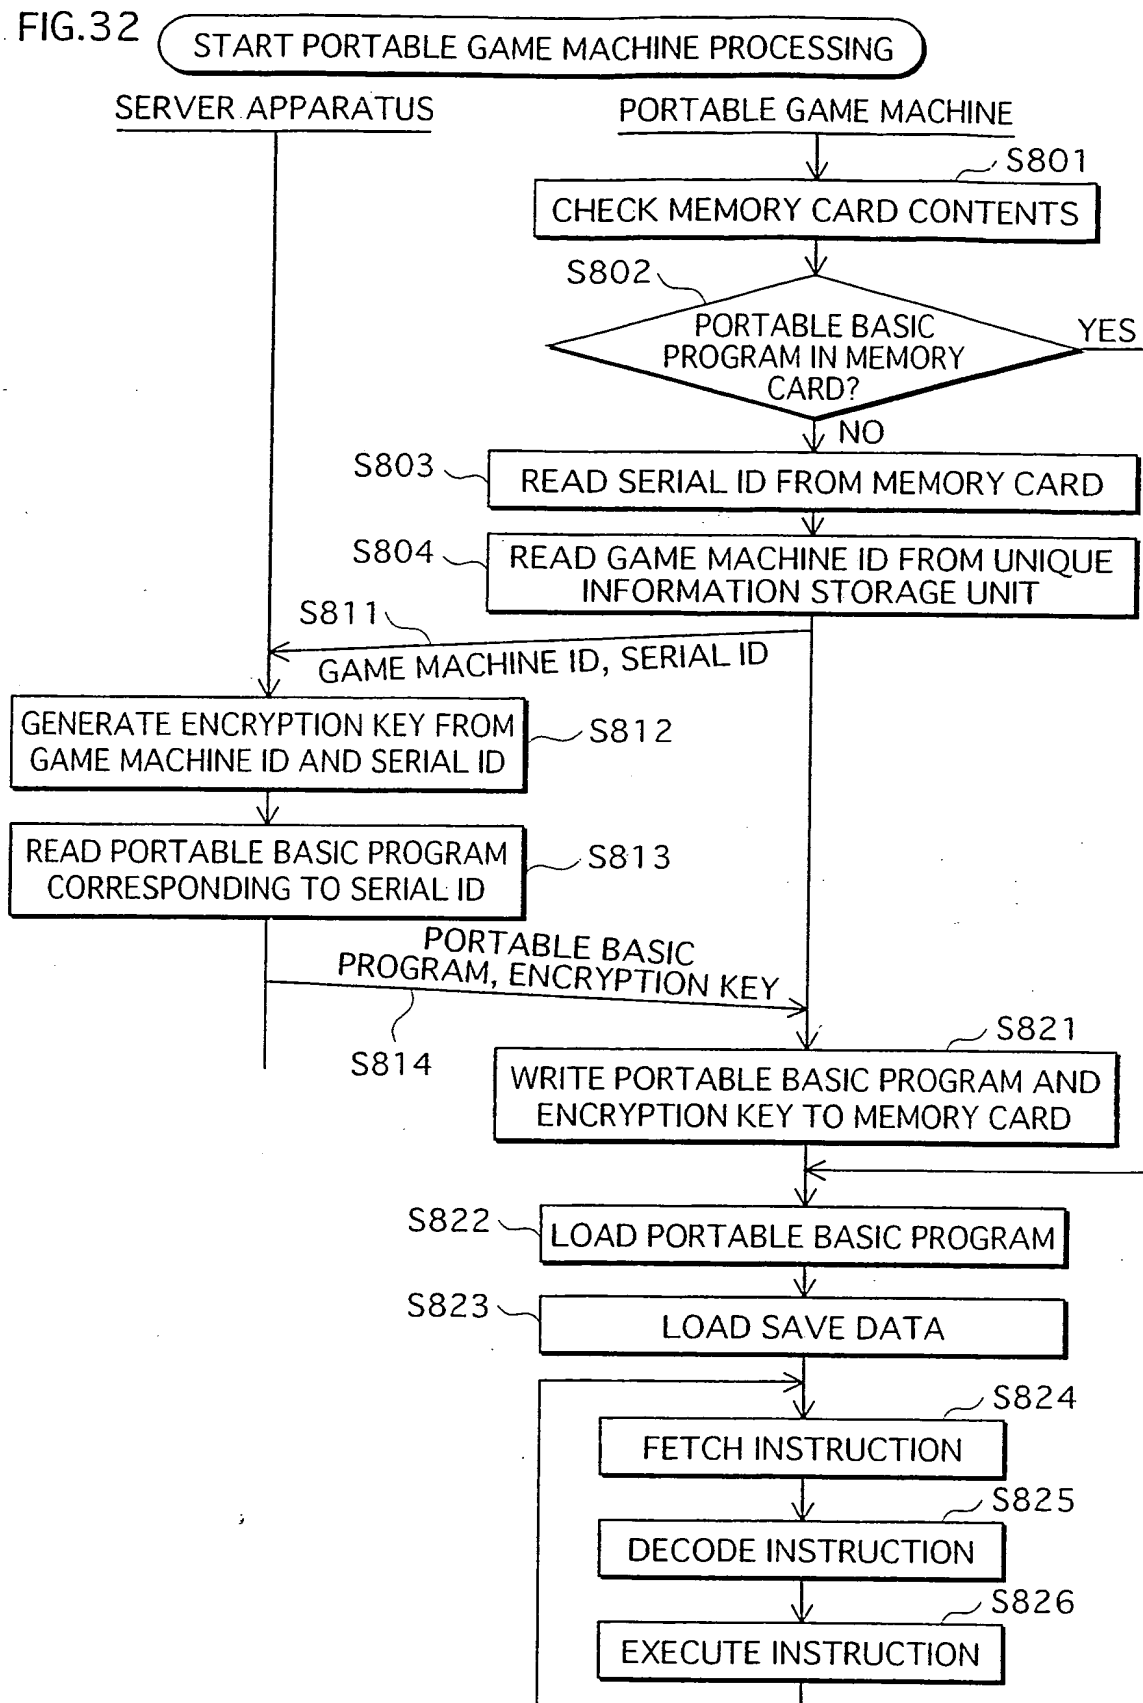 FIG.32
START PORTABLE GAME MACHINE PROCESSING
SERVER APPARATUS
PORTABLE GAME MACHINE
S801
CHECK MEMORY CARD CONTENTS
S802
PORTABLE BASIC
PROGRAM IN MEMORY
CARD?
YES
NO
S803
READ SERIAL ID FROM MEMORY CARD
S804
READ GAME MACHINE ID FROM UNIQUE
INFORMATION STORAGE UNIT
S811
GAME MACHINE ID, SERIAL ID
GENERATE ENCRYPTION KEY FROM
GAME MACHINE ID AND SERIAL ID
S812
READ PORTABLE BASIC PROGRAM
CORRESPONDING TO SERIAL ID
S813
PORTABLE BASIC
PROGRAM, ENCRYPTION KEY
S814
S821
WRITE PORTABLE BASIC PROGRAM AND
ENCRYPTION KEY TO MEMORY CARD
S822
LOAD PORTABLE BASIC PROGRAM
S823
LOAD SAVE DATA
S824
FETCH INSTRUCTION
S825
DECODE INSTRUCTION
S826
EXECUTE INSTRUCTION